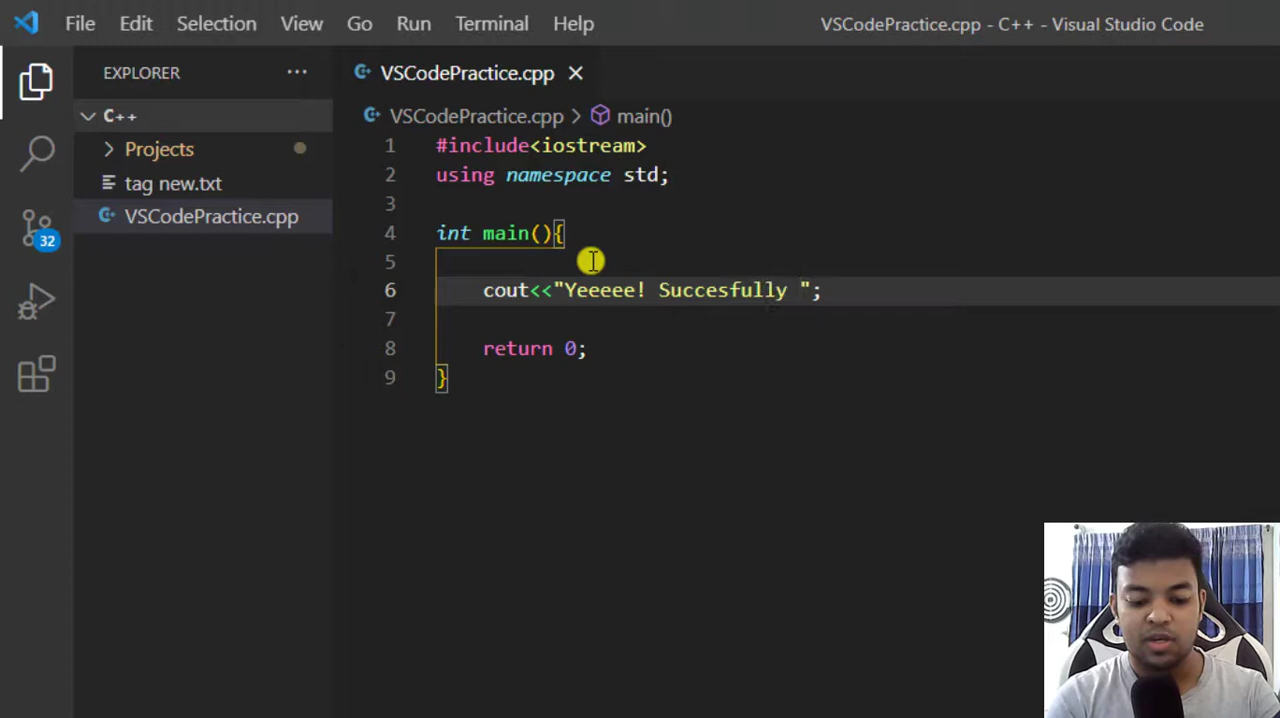 File Edit Selection View Go Run Terminal Help VSCodePractice.cpp - C++ - Visual Studio Code
EXPLORER ··· VSCodePractice.cpp ×
C++ VSCodePractice.cpp > main()
Projects
tag new.txt
VSCodePractice.cpp
32
1 #include<iostream>
2 using namespace std;
3
4 int main(){
5
6 cout<<"Yeeeee! Succesfully ";
7
8 return 0;
9 }